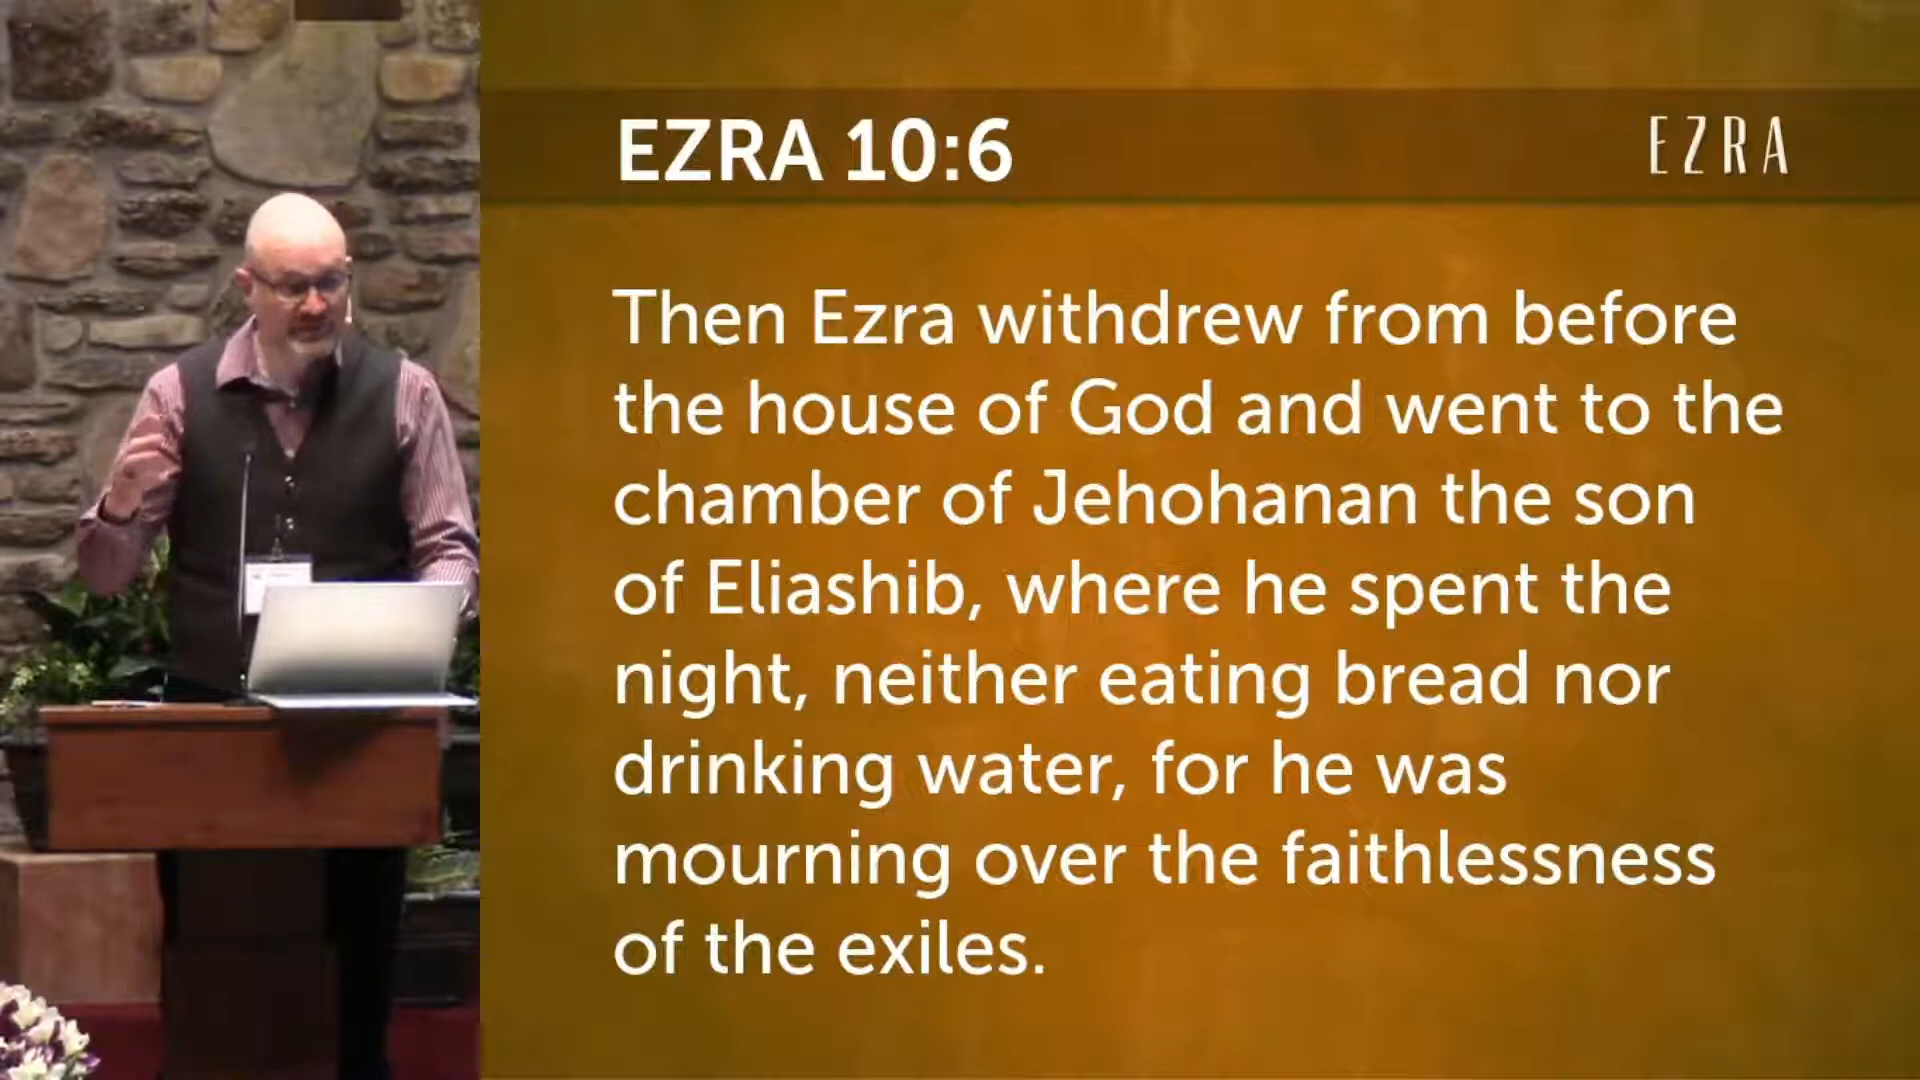 EZRA 10:6
EZRA
Then Ezra withdrew from before
the house of God and went to the
chamber of Jehohanan the son
of Eliashib, where he spent the
night, neither eating bread nor
drinking water, for he was
mourning over the faithlessness
of the exiles.